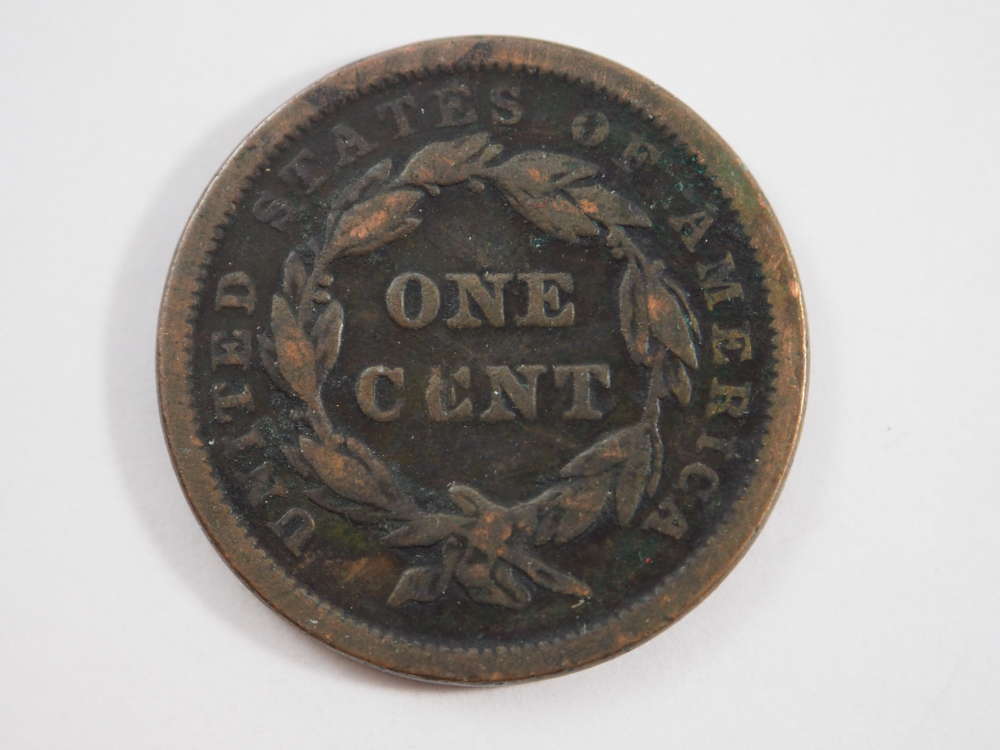 UNITED STATES OF AMERICA
ONE
CENT